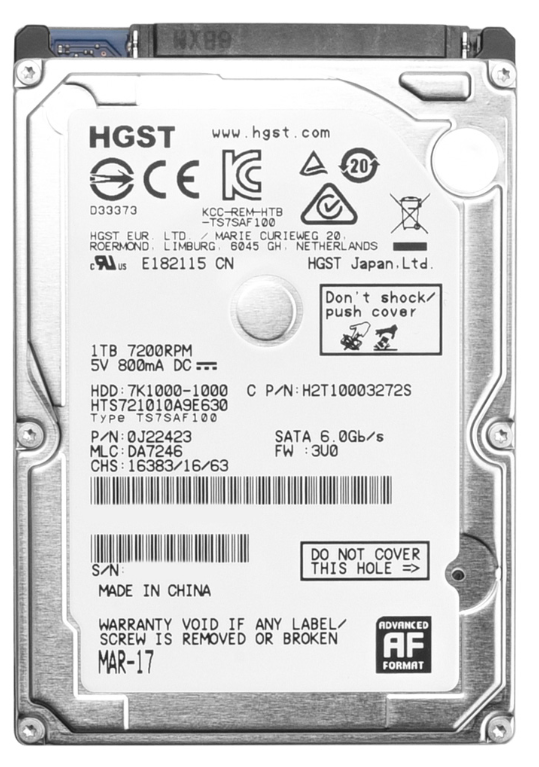 WX89
HGST www.hgst.com
20
D33373
KCC-REM-HTB
-TS7SAF100
HGST EUR. LTD. / MARIE CURIEWEG 20,
ROERMOND, LIMBURG, 6045 GH, NETHERLANDS
c RU US E182115 CN HGST Japan,Ltd.
Don't shock/
push cover
1TB 7200RPM
5V 800mA DC
HDD:7K1000-1000 C P/N:H2T10003272S
HTS721010A9E630
Type TS7SAF100
P/N:0J22423 SATA 6.0Gb/s
MLC:DA7246 FW :3U0
CHS:16383/16/63
S/N:
DO NOT COVER
THIS HOLE =>
MADE IN CHINA
WARRANTY VOID IF ANY LABEL/
SCREW IS REMOVED OR BROKEN
MAR-17
ADVANCED
AF
FORMAT